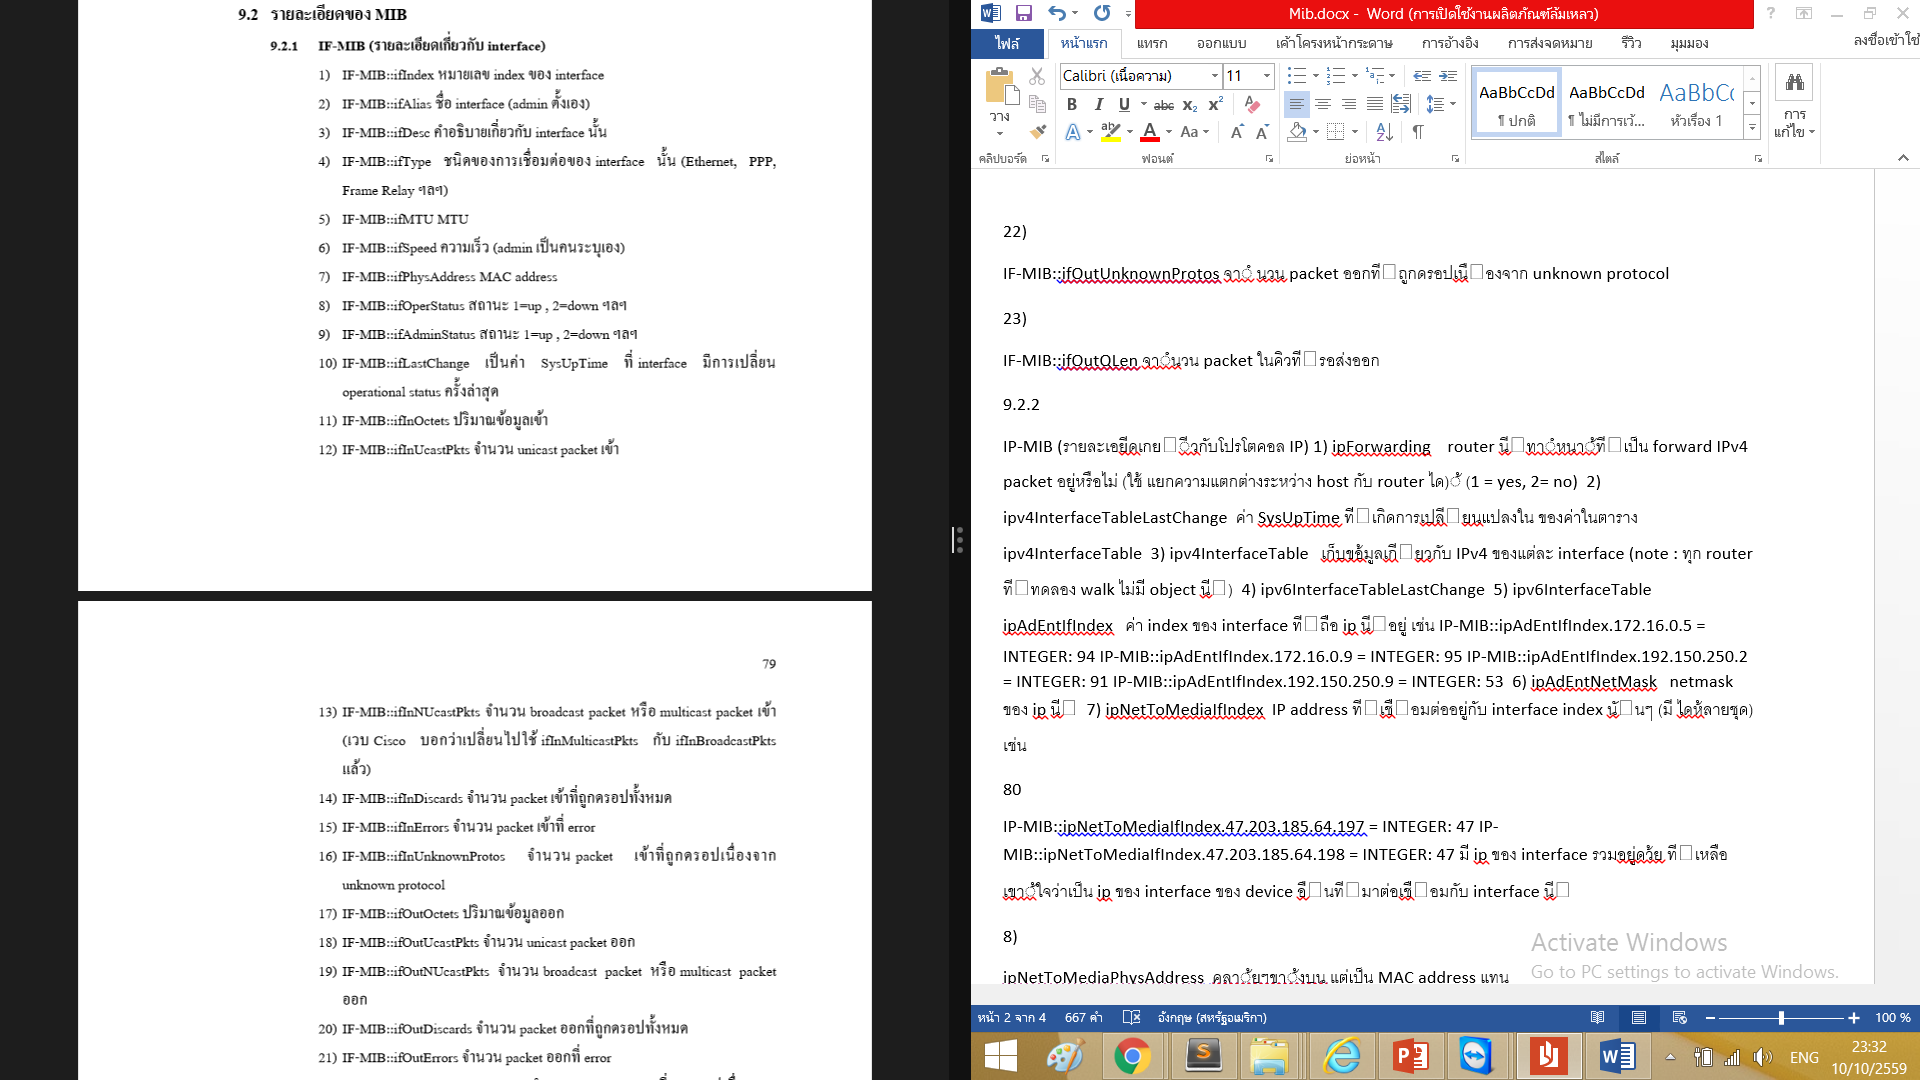 9.2 รายละเอียดของ MIB
9.2.1 IF-MIB (รายละเอียดเกี่ยวกับ interface)
1) IF-MIB::ifIndex หมายเลข index ของ interface
2) IF-MIB::ifAlias ชื่อ interface (admin ตั้งเอง)
3) IF-MIB::ifDesc คำอธิบายเกี่ยวกับ interface นั้น
4) IF-MIB::ifType ชนิดของการเชื่อมต่อของ interface นั้น (Ethernet, PPP,
Frame Relay ฯลฯ)
5) IF-MIB::ifMTU MTU
6) IF-MIB::ifSpeed ความเร็ว (admin เป็นคนระบุเอง)
7) IF-MIB::ifPhysAddress MAC address
8) IF-MIB::ifOperStatus สถานะ 1=up , 2=down ฯลฯ
9) IF-MIB::ifAdminStatus สถานะ 1=up , 2=down ฯลฯ
10) IF-MIB::ifLastChange เป็นค่า SysUpTime ที่ interface มีการเปลี่ยน
operational status ครั้งล่าสุด
11) IF-MIB::ifInOctets ปริมาณข้อมูลเข้า
12) IF-MIB::ifInUcastPkts จำนวน unicast packet เข้า
79
13) IF-MIB::ifInNUcastPkts จำนวน broadcast packet หรือ multicast packet เข้า
(เวบ Cisco บอกว่าเปลี่ยนไปใช้ ifInMulticastPkts กับ ifInBroadcastPkts
แล้ว)
14) IF-MIB::ifInDiscards จำนวน packet เข้าที่ถูกดรอปทั้งหมด
15) IF-MIB::ifInErrors จำนวน packet เข้าที่ error
16) IF-MIB::ifInUnknownProtos จำนวน packet เข้าที่ถูกดรอปเนื่องจาก
unknown protocol
17) IF-MIB::ifOutOctets ปริมาณข้อมูลออก
18) IF-MIB::ifOutUcastPkts จำนวน unicast packet ออก
19) IF-MIB::ifOutNUcastPkts จำนวน broadcast packet หรือ multicast packet
ออก
20) IF-MIB::ifOutDiscards จำนวน packet ออกที่ถูกดรอปทั้งหมด
21) IF-MIB::ifOutErrors จำนวน packet ออกที่ error
Mib.docx - Word (การเปิดใช้งานผลิตภัณฑ์ล้มเหลว)
ไฟล์ หน้าแรก แทรก ออกแบบ เค้าโครงหน้ากระดาษ การอ้างอิง การส่งจดหมาย รีวิว มุมมอง ลงชื่อเข้าใช้
วาง
Calibri (เนื้อความ) 11
AaBbCcDd AaBbCcDd AaBbCc
¶ ปกติ ¶ ไม่มีการเว้... หัวเรื่อง 1
การแก้ไข
คลิปบอร์ด ฟอนต์ ย่อหน้า สไตล์
22)
IF-MIB::ifOutUnknownProtos จาํ นวน packet ออกที□ถูกดรอปเนื□องจาก unknown protocol
23)
IF-MIB::ifOutQLen จาํนวน packet ในคิวที□รอส่งออก
9.2.2
IP-MIB (รายละเอยีดเกย□ีวกับโปรโตคอล IP) 1) ipForwarding router นี□ทาํหนา้ที□เป็น forward IPv4
packet อยู่หรือไม่ (ใช้ แยกความแตกต่างระหว่าง host กับ router ได)้ (1 = yes, 2= no) 2)
ipv4InterfaceTableLastChange ค่า SysUpTime ที□เกิดการเปลี□ยนแปลงใน ของค่าในตาราง
ipv4InterfaceTable 3) ipv4InterfaceTable เก็บขอ้มูลเกี□ยวกับ IPv4 ของแต่ละ interface (note : ทุก router
ที□ทดลอง walk ไม่มี object นี□) 4) ipv6InterfaceTableLastChange 5) ipv6InterfaceTable
ipAdEntIfIndex ค่า index ของ interface ที□ถือ ip นี□อยู่ เช่น IP-MIB::ipAdEntIfIndex.172.16.0.5 =
INTEGER: 94 IP-MIB::ipAdEntIfIndex.172.16.0.9 = INTEGER: 95 IP-MIB::ipAdEntIfIndex.192.150.250.2
= INTEGER: 91 IP-MIB::ipAdEntIfIndex.192.150.250.9 = INTEGER: 53 6) ipAdEntNetMask netmask
ของ ip นี□ 7) ipNetToMediaIfIndex IP address ที□เชื□อมต่ออยู่กับ interface index นั□นๆ (มี ไดห้ลายชุด)
เช่น
80
IP-MIB::ipNetToMediaIfIndex.47.203.185.64.197 = INTEGER: 47 IP-
MIB::ipNetToMediaIfIndex.47.203.185.64.198 = INTEGER: 47 มี ip ของ interface รวมอยู่ดว้ย ที□เหลือ
เขา้ใจว่าเป็น ip ของ interface ของ device อื□นที□มาต่อเชื□อมกับ interface นี□
8)
ipNetToMediaPhysAddress คลา้ยๆขา้งบน แต่เป็น MAC address แทน
Activate Windows
Go to PC settings to activate Windows.
หน้า 2 จาก 4 667 คำ อังกฤษ (สหรัฐอเมริกา) 100 %
ENG 23:32
10/10/2559